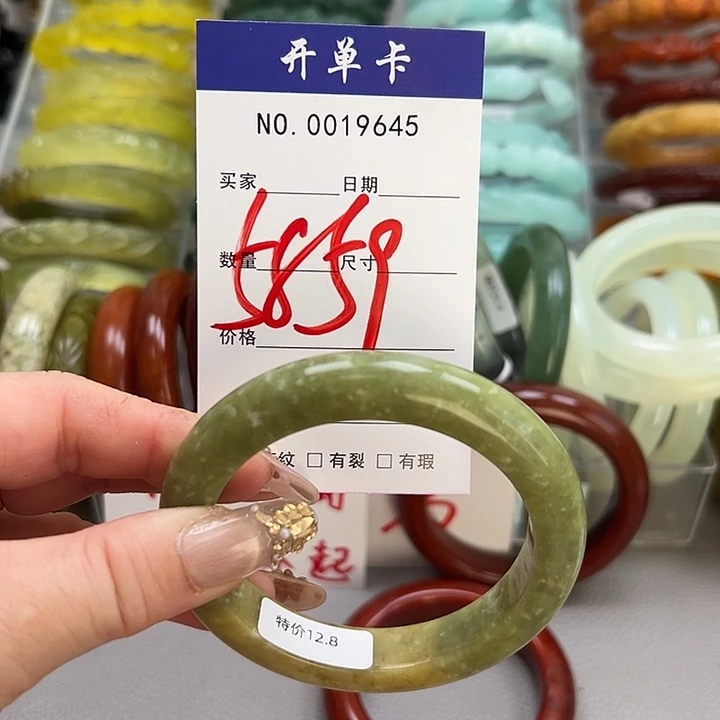 开单卡
NO. 0019645
买家 日期
5859
数量 尺寸
价格
纹 □ 有裂 □ 有瑕
起
特价12.8